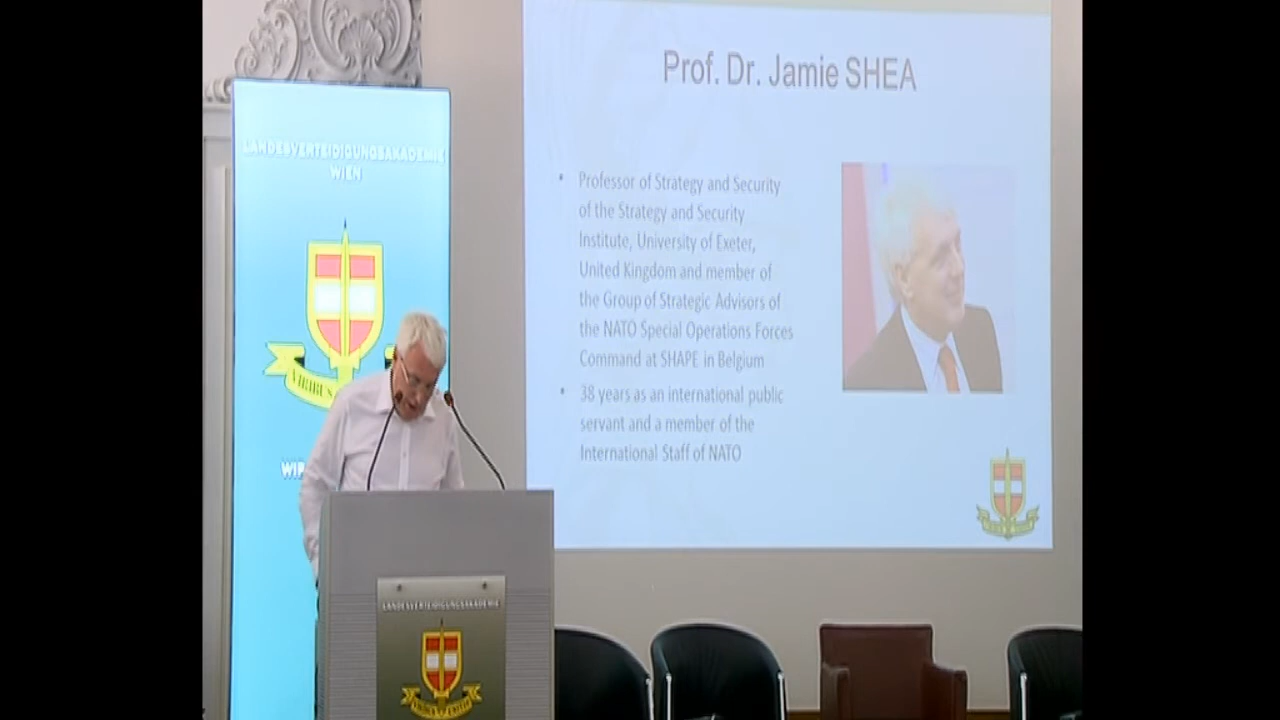 Prof. Dr. Jamie SHEA
LANDESVERTEIDIGUNGSAKADEMIE
WIEN
• Professor of Strategy and Security
of the Strategy and Security
Institute, University of Exeter,
United Kingdom and member of
the Group of Strategic Advisors of
the NATO Special Operations Forces
Command at SHAPE in Belgium
• 38 years as an international public
servant and a member of the
International Staff of NATO
VIRIBUS
LANDESVERTEIDIGUNGSAKADEMIE